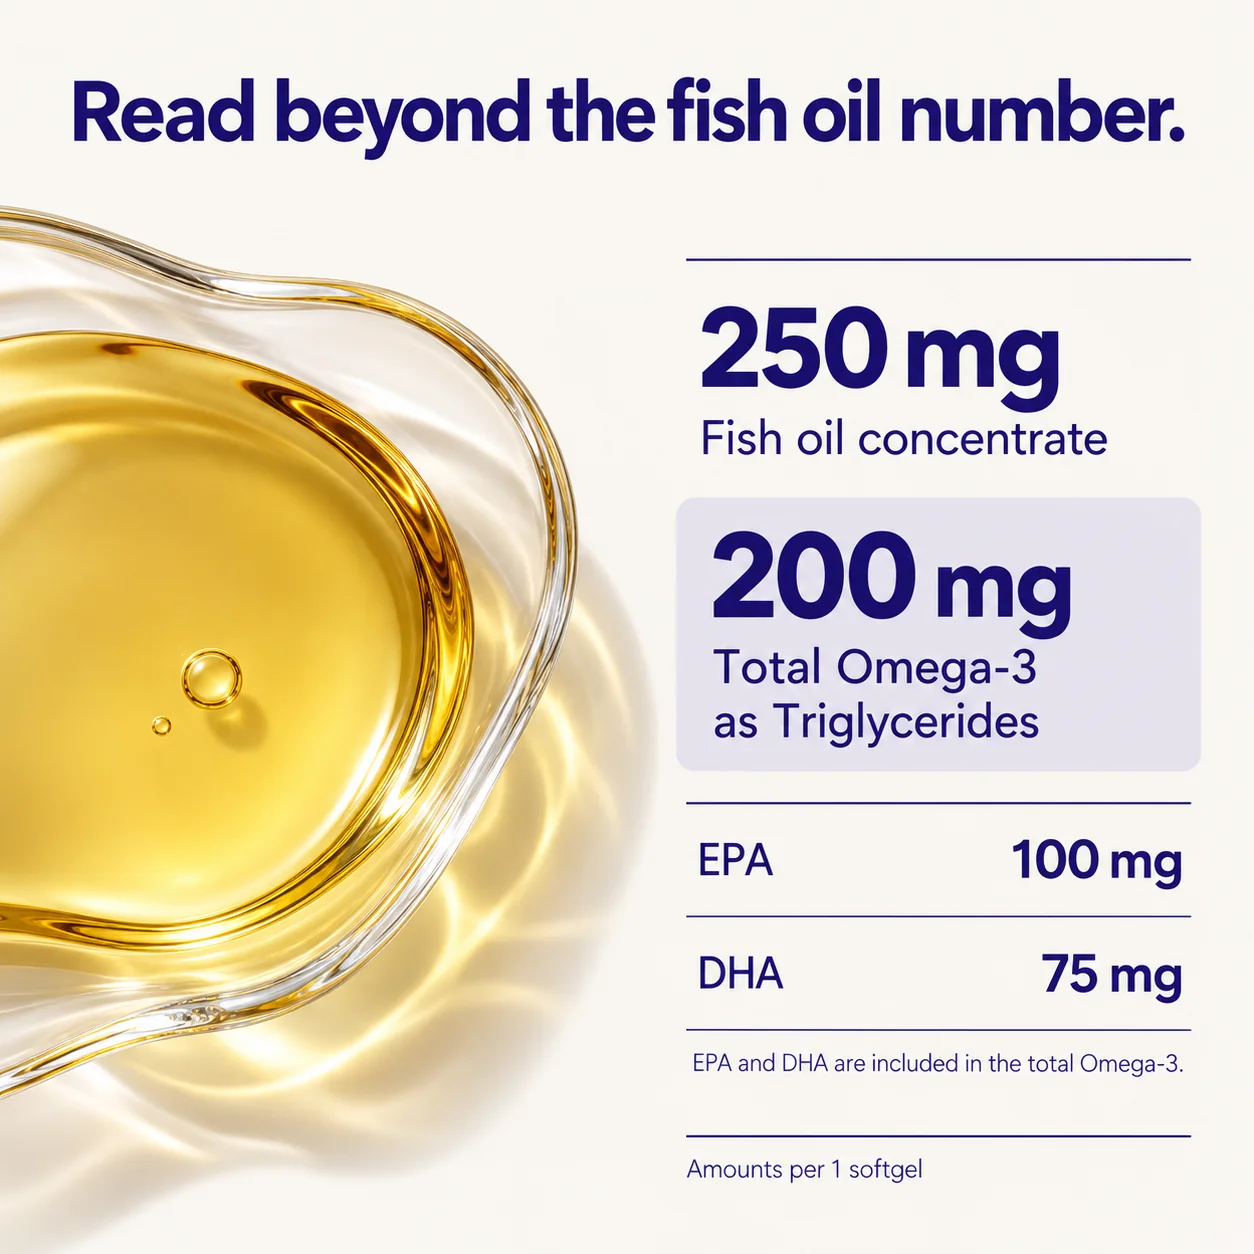 Read beyond the fish oil number.
250 mg
Fish oil concentrate
200 mg
Total Omega-3
as Triglycerides
EPA 100 mg
DHA 75 mg
EPA and DHA are included in the total Omega-3.
Amounts per 1 softgel